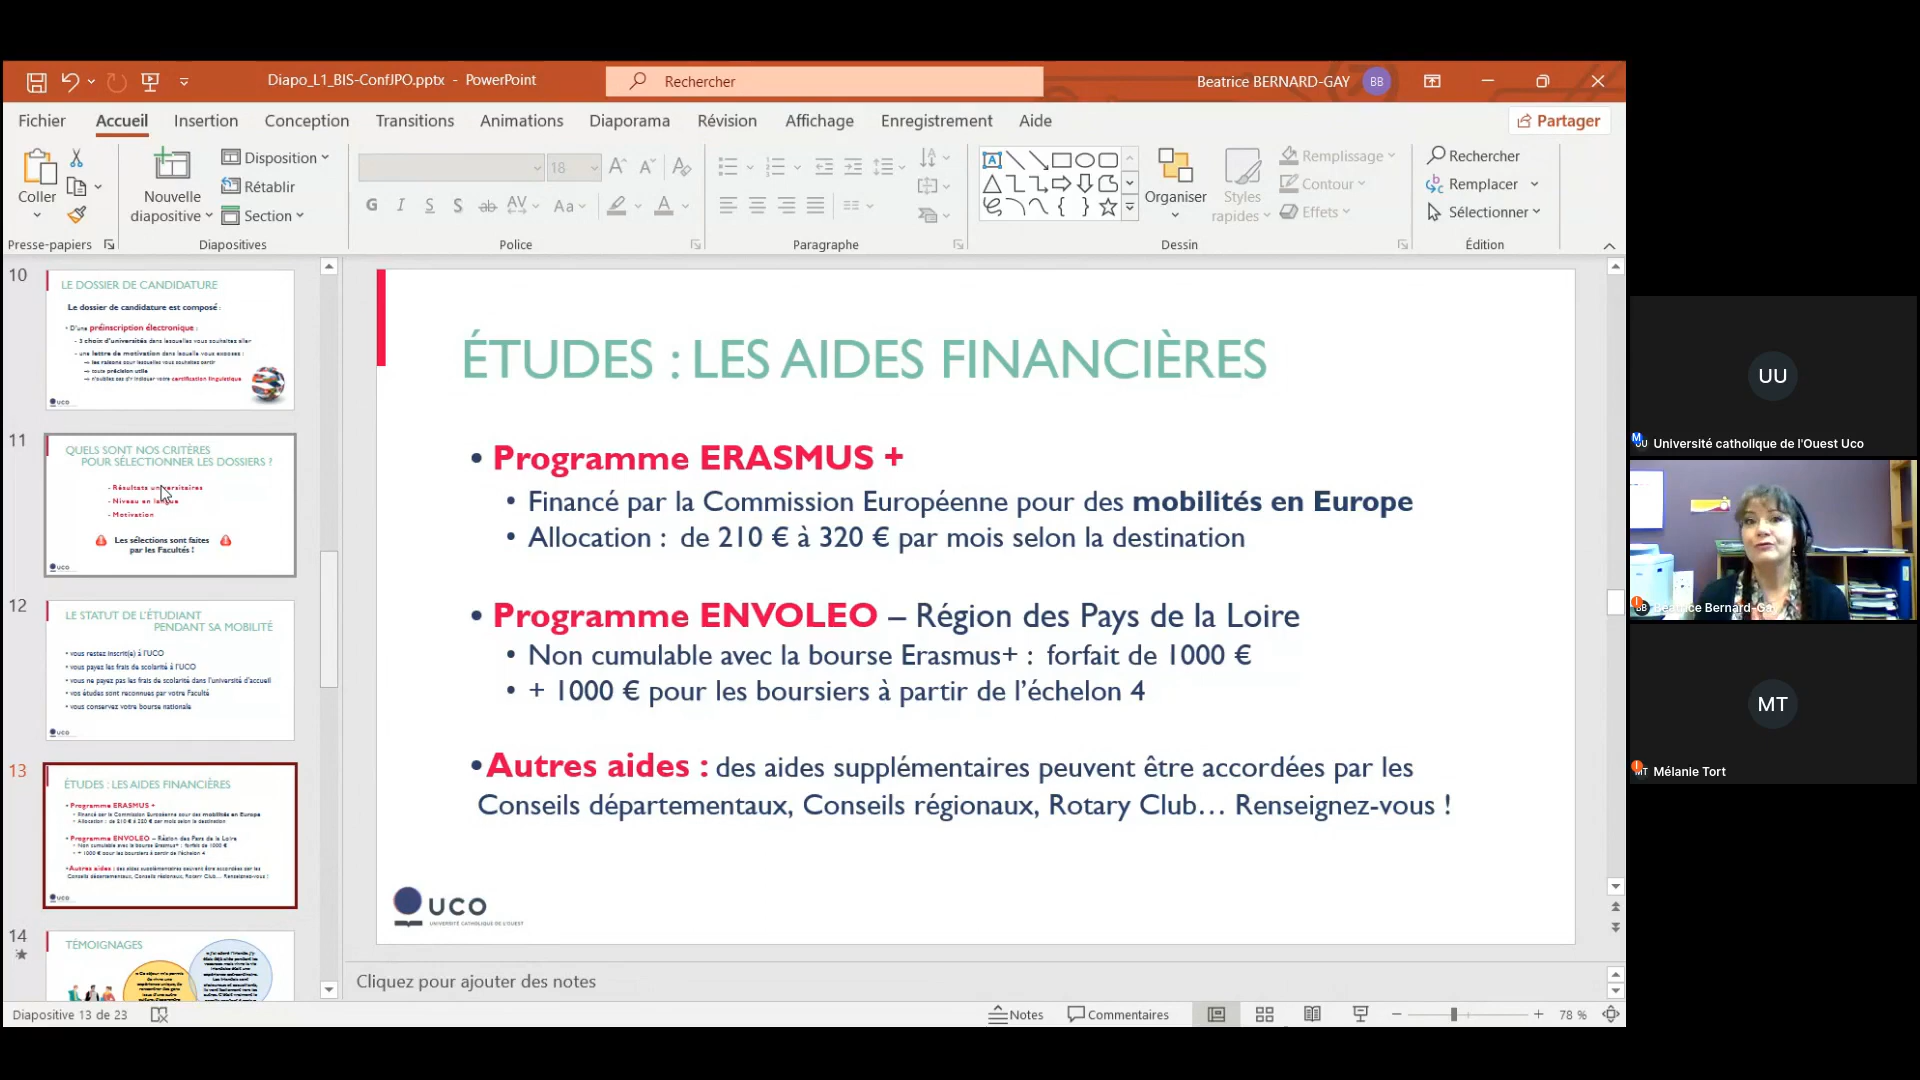 Diapo_L1_BIS-ConfJPO.pptx - PowerPoint
Rechercher
Beatrice BERNARD-GAY
BB
Fichier
Accueil
Insertion
Conception
Transitions
Animations
Diaporama
Révision
Affichage
Enregistrement
Aide
Partager
Coller
Presse-papiers
Nouvelle
diapositive
Disposition
Rétablir
Section
Diapositives
18
G I S S ab AV Aa A
Police
Paragraphe
Organiser
Styles
rapides
Remplissage
Contour
Effets
Dessin
Rechercher
Remplacer
Sélectionner
Édition
10
LE DOSSIER DE CANDIDATURE
Le dossier de candidature est composé :
• D'une préinscription électronique :
- 3 choix d'universités dans lesquelles vous souhaitez aller
- une lettre de motivation dans laquelle vous exposez :
→ les raisons pour lesquelles vous souhaitez partir
→ toute précision utile
→ n'oubliez pas d'y indiquer votre certification linguistique
UCO
11
QUELS SONT NOS CRITÈRES
POUR SÉLECTIONNER LES DOSSIERS ?
- Résultats universitaires
- Niveau en langue
- Motivation
Les sélections sont faites
par les Facultés !
UCO
12
LE STATUT DE L'ÉTUDIANT
PENDANT SA MOBILITÉ
• vous restez inscrit(e) à l'UCO
• vous payez les frais de scolarité à l'UCO
• vous ne payez pas les frais de scolarité dans l'université d'accueil
• vos études sont reconnues par votre Faculté
• vous conservez votre bourse nationale
UCO
13
ÉTUDES : LES AIDES FINANCIÈRES
• Programme ERASMUS +
• Financé par la Commission Européenne pour des mobilités en Europe
• Allocation : de 210 € à 320 € par mois selon la destination
• Programme ENVOLEO – Région des Pays de la Loire
• Non cumulable avec la bourse Erasmus+ : forfait de 1000 €
• + 1000 € pour les boursiers à partir de l'échelon 4
• Autres aides : des aides supplémentaires peuvent être accordées par les
Conseils départementaux, Conseils régionaux, Rotary Club… Renseignez-vous !
UCO
14
TÉMOIGNAGES
ÉTUDES : LES AIDES FINANCIÈRES
• Programme ERASMUS +
• Financé par la Commission Européenne pour des mobilités en Europe
• Allocation : de 210 € à 320 € par mois selon la destination
• Programme ENVOLEO – Région des Pays de la Loire
• Non cumulable avec la bourse Erasmus+ : forfait de 1000 €
• + 1000 € pour les boursiers à partir de l'échelon 4
• Autres aides : des aides supplémentaires peuvent être accordées par les
Conseils départementaux, Conseils régionaux, Rotary Club… Renseignez-vous !
UCO
UNIVERSITÉ CATHOLIQUE DE L'OUEST
Cliquez pour ajouter des notes
Diapositive 13 de 23
Notes
Commentaires
78 %
UU
Université catholique de l'Ouest Uco
Beatrice Bernard-Ga
MT
Mélanie Tort